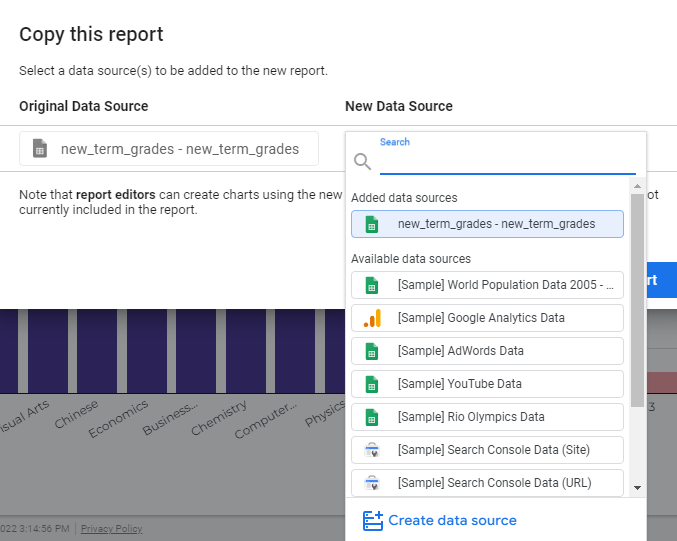 Copy this report
Select a data source(s) to be added to the new report.
Original Data Source
New Data Source
new_term_grades - new_term_grades
Search
Added data sources
new_term_grades - new_term_grades
Note that report editors can create charts using the new
ot
currently included in the report.
Available data sources
[Sample] World Population Data 2005 - ...
rt
[Sample] Google Analytics Data
[Sample] AdWords Data
[Sample] YouTube Data
[Sample] Rio Olympics Data
[Sample] Search Console Data (Site)
[Sample] Search Console Data (URL)
Create data source
isual Arts
Chinese
Economics
Business...
Chemistry
Computer...
Physics
3
022 3:14:56 PM
Privacy Policy